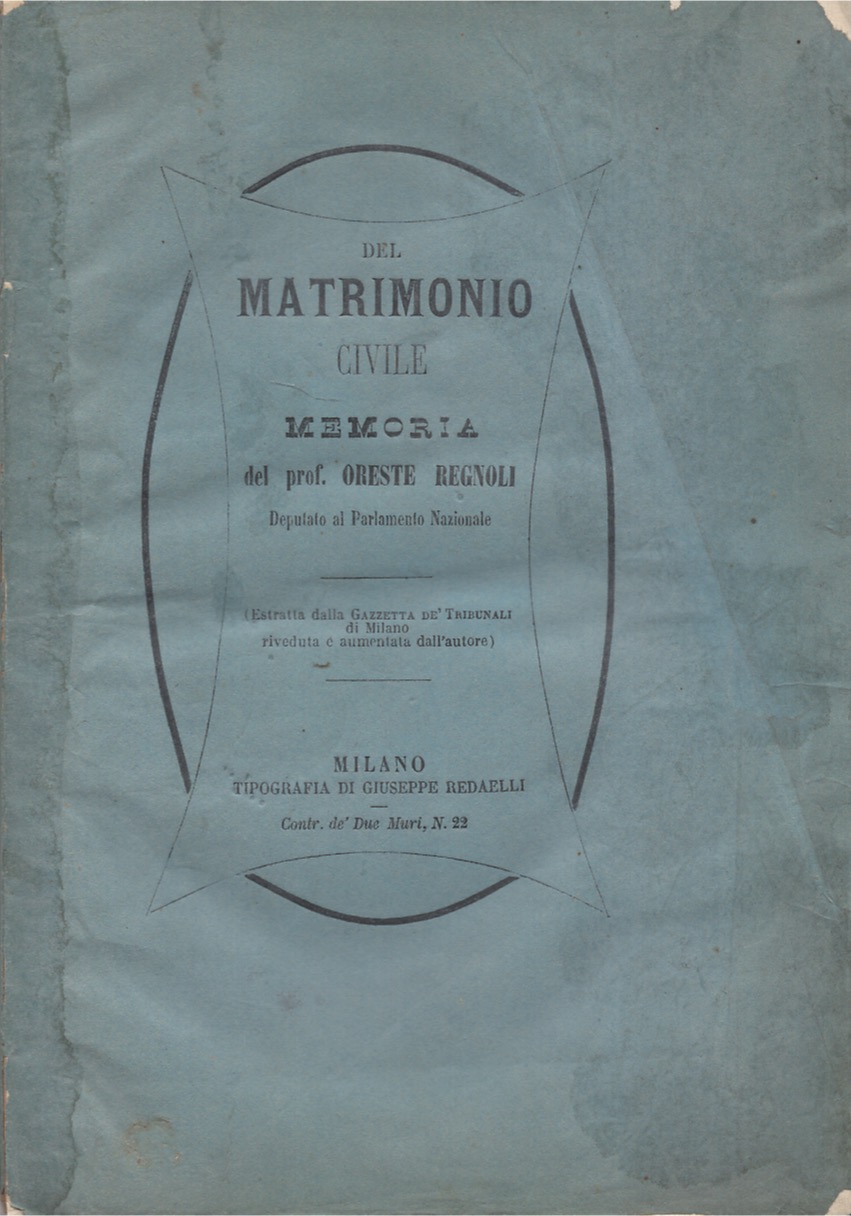 DEL
MATRIMONIO
CIVILE
MEMORIA
del prof. ORESTE REGNOLI
Deputato al Parlamento Nazionale
(Estratta dalla GAZZETTA DE' TRIBUNALI
di Milano
riveduta e aumentata dall'autore)
MILANO
TIPOGRAFIA DI GIUSEPPE REDAELLI
Contr. de' Due Muri, N. 22